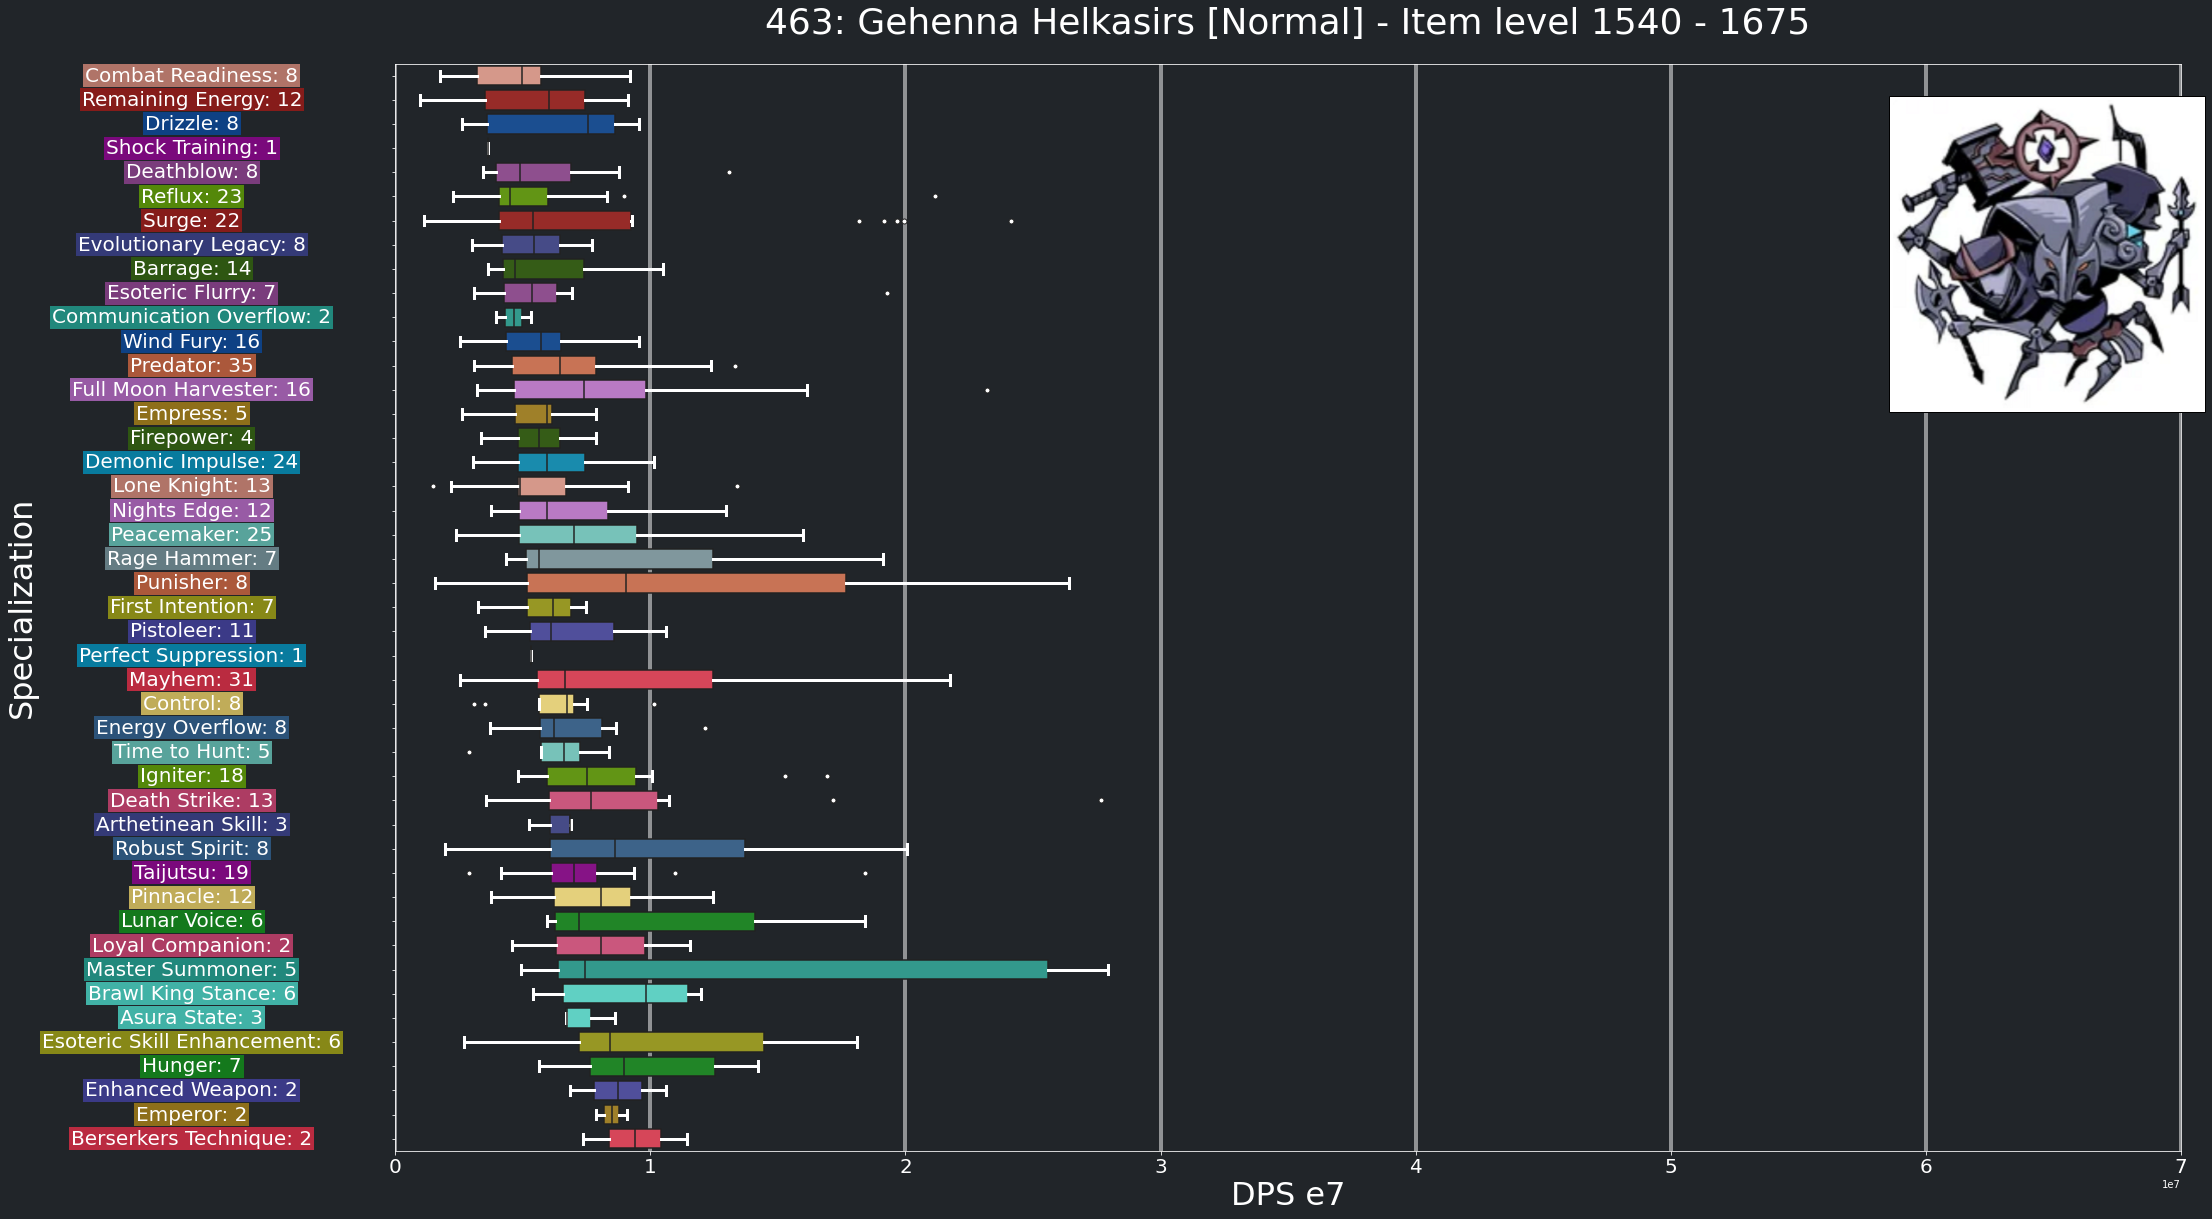 463: Gehenna Helkasirs [Normal] - Item level 1540 - 1675
Specialization
Combat Readiness: 8
Remaining Energy: 12
Drizzle: 8
Shock Training: 1
Deathblow: 8
Reflux: 23
Surge: 22
Evolutionary Legacy: 8
Barrage: 14
Esoteric Flurry: 7
Communication Overflow: 2
Wind Fury: 16
Predator: 35
Full Moon Harvester: 16
Empress: 5
Firepower: 4
Demonic Impulse: 24
Lone Knight: 13
Nights Edge: 12
Peacemaker: 25
Rage Hammer: 7
Punisher: 8
First Intention: 7
Pistoleer: 11
Perfect Suppression: 1
Mayhem: 31
Control: 8
Energy Overflow: 8
Time to Hunt: 5
Igniter: 18
Death Strike: 13
Arthetinean Skill: 3
Robust Spirit: 8
Taijutsu: 19
Pinnacle: 12
Lunar Voice: 6
Loyal Companion: 2
Master Summoner: 5
Brawl King Stance: 6
Asura State: 3
Esoteric Skill Enhancement: 6
Hunger: 7
Enhanced Weapon: 2
Emperor: 2
Berserkers Technique: 2
0 1 2 3 4 5 6 7
1e7
DPS e7